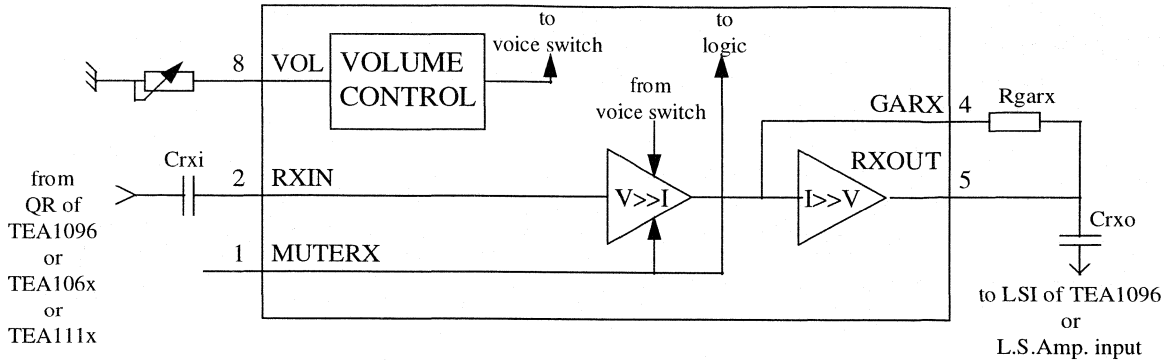 to
voice switch
to
logic
8
VOL
VOLUME
CONTROL
from
voice switch
GARX
4
Rgarx
Crxi
from
QR of
TEA1096
or
TEA106x
or
TEA111x
2
RXIN
V>>I
I>>V
RXOUT
5
Crxo
1
MUTERX
to LSI of TEA1096
or
L.S.Amp. input